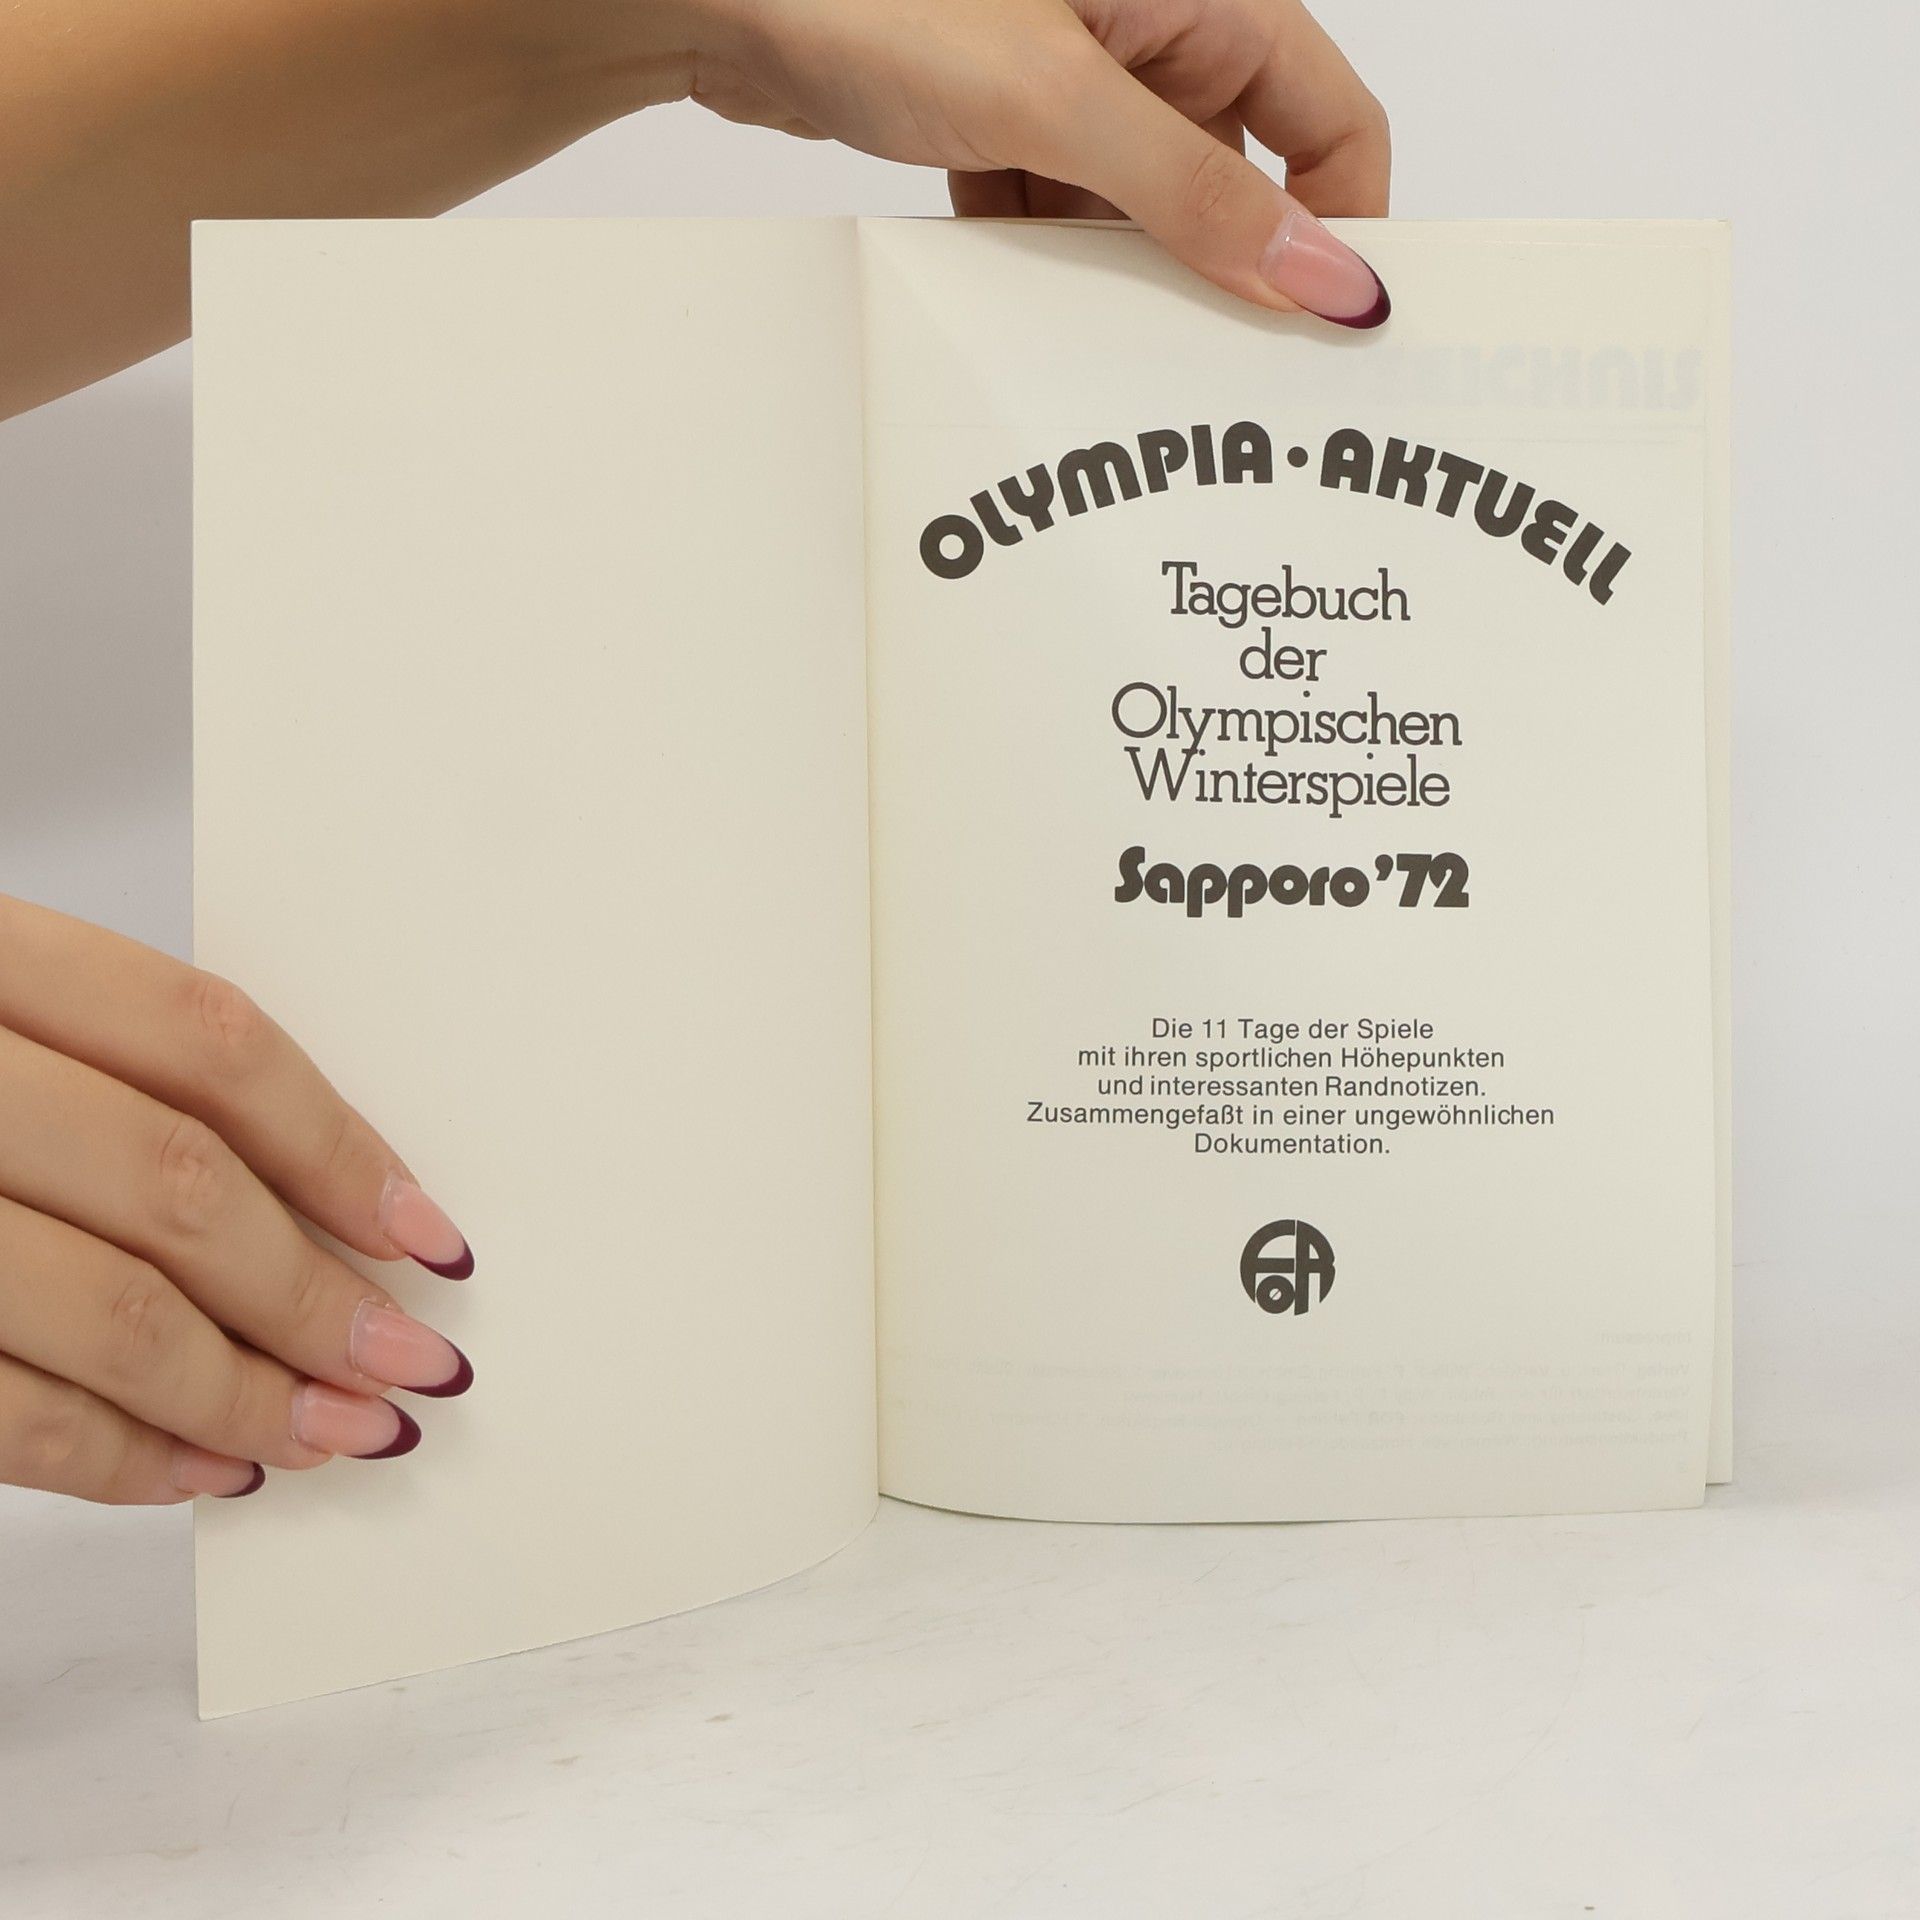 OLYMPIA • AKTUELL
Tagebuch
der
Olympischen
Winterspiele
Sapporo '72
Die 11 Tage der Spiele
mit ihren sportlichen Höhepunkten
und interessanten Randnotizen.
Zusammengefaßt in einer ungewöhnlichen
Dokumentation.